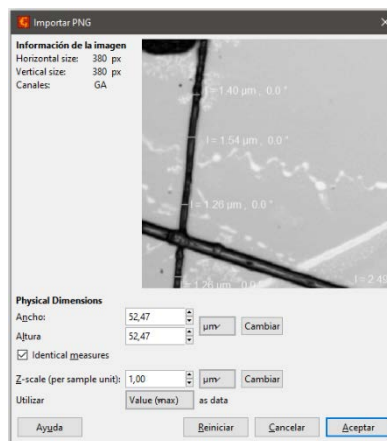 Importar PNG
Información de la imagen
Horizontal size: 380 px
Vertical size: 380 px
Canales: GA
l = 1.40 µm, 0.0 °
l = 1.54 µm, 0.0 °
l = 1.26 µm, 0.0 °
l = 1.26 µm, 0.0 °
l = 2.49
Physical Dimensions
Ancho: 52,47
µm Cambiar
Altura 52,47
Identical measures
Z-scale (per sample unit): 1,00 µm Cambiar
Utilizar Value (max) as data
Ayuda Reiniciar Cancelar Aceptar